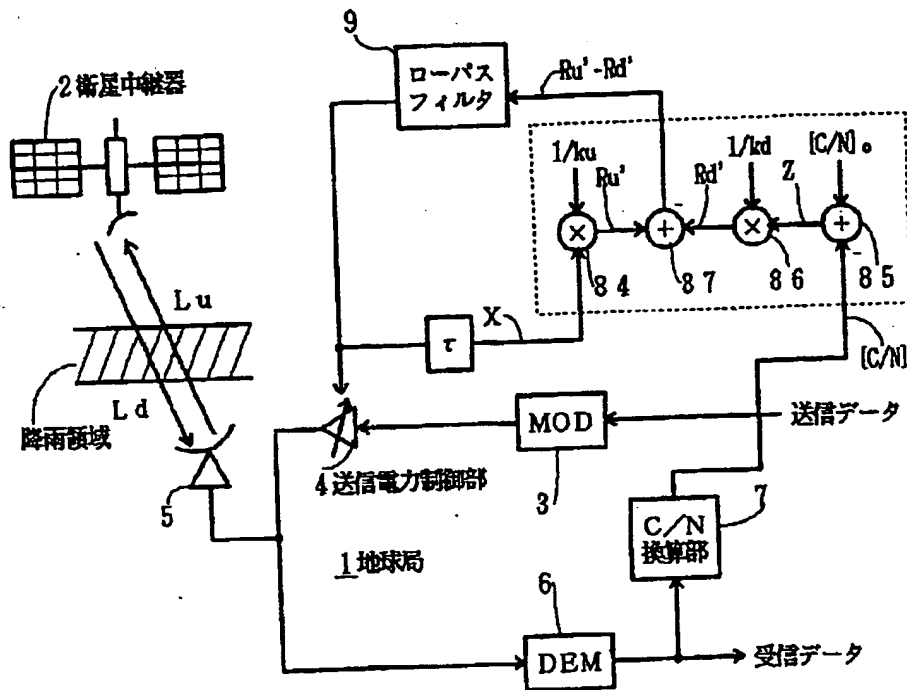 9
ローパス
フィルタ
Ru'-Rd'
2衛星中継器
1/ku
1/kd
[C/N]。
Ru'
Rd'
Z
×
+
×
+
-
-
84
87
86
85
Lu
τ
X
[C/N]
Ld
降雨領域
MOD
送信データ
4送信電力制御部
3
5
7
C/N
換算部
1地球局
6
DEM
受信データ